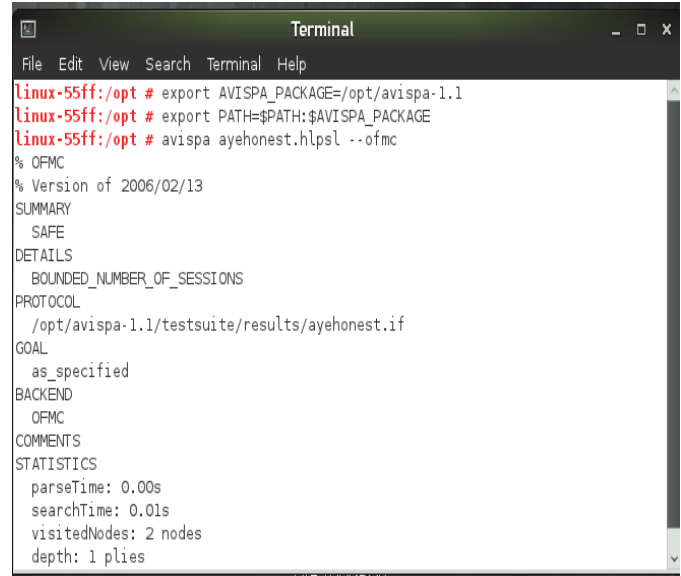 Terminal
File Edit View Search Terminal Help
linux-55ff:/opt # export AVISPA_PACKAGE=/opt/avispa-1.1
linux-55ff:/opt # export PATH=$PATH:$AVISPA_PACKAGE
linux-55ff:/opt # avispa ayehonest.hlpsl --ofmc
% OFMC
% Version of 2006/02/13
SUMMARY
  SAFE
DETAILS
  BOUNDED_NUMBER_OF_SESSIONS
PROTOCOL
  /opt/avispa-1.1/testsuite/results/ayehonest.if
GOAL
  as_specified
BACKEND
  OFMC
COMMENTS
STATISTICS
  parseTime: 0.00s
  searchTime: 0.01s
  visitedNodes: 2 nodes
  depth: 1 plies